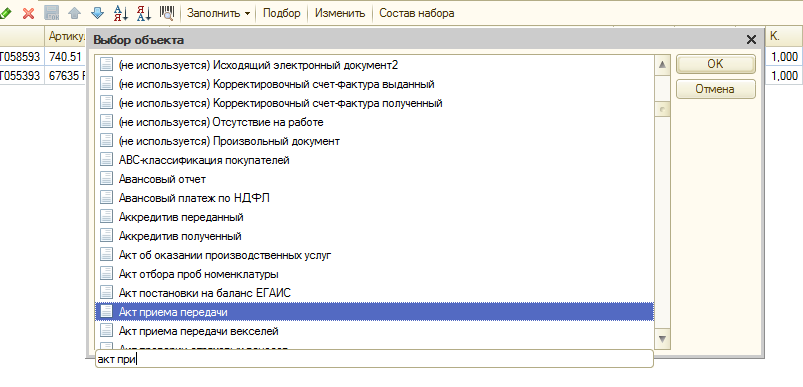 Заполнить Подбор Изменить Состав набора
Артику К.
Т058593 740.51 1,000
Т055393 67635 1,000
Выбор объекта
(не используется) Исходящий электронный документ2
(не используется) Корректировочный счет-фактура выданный
(не используется) Корректировочный счет-фактура полученный
(не используется) Отсутствие на работе
(не используется) Произвольный документ
ABC-классификация покупателей
Авансовый отчет
Авансовый платеж по НДФЛ
Аккредитив переданный
Аккредитив полученный
Акт об оказании производственных услуг
Акт отбора проб номенклатуры
Акт постановки на баланс ЕГАИС
Акт приема передачи
Акт приема передачи векселей
акт при
OK
Отмена